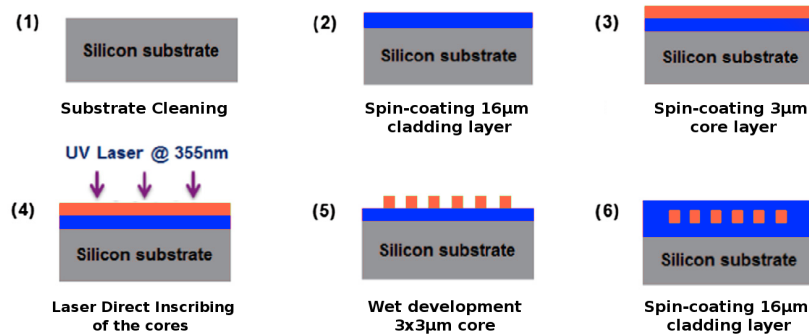 (1)
Silicon substrate
Substrate Cleaning
(2)
Silicon substrate
Spin-coating 16μm
cladding layer
(3)
Silicon substrate
Spin-coating 3μm
core layer
UV Laser @ 355nm
(4)
Silicon substrate
Laser Direct Inscribing
of the cores
(5)
Silicon substrate
Wet development
3x3μm core
(6)
Silicon substrate
Spin-coating 16μm
cladding layer